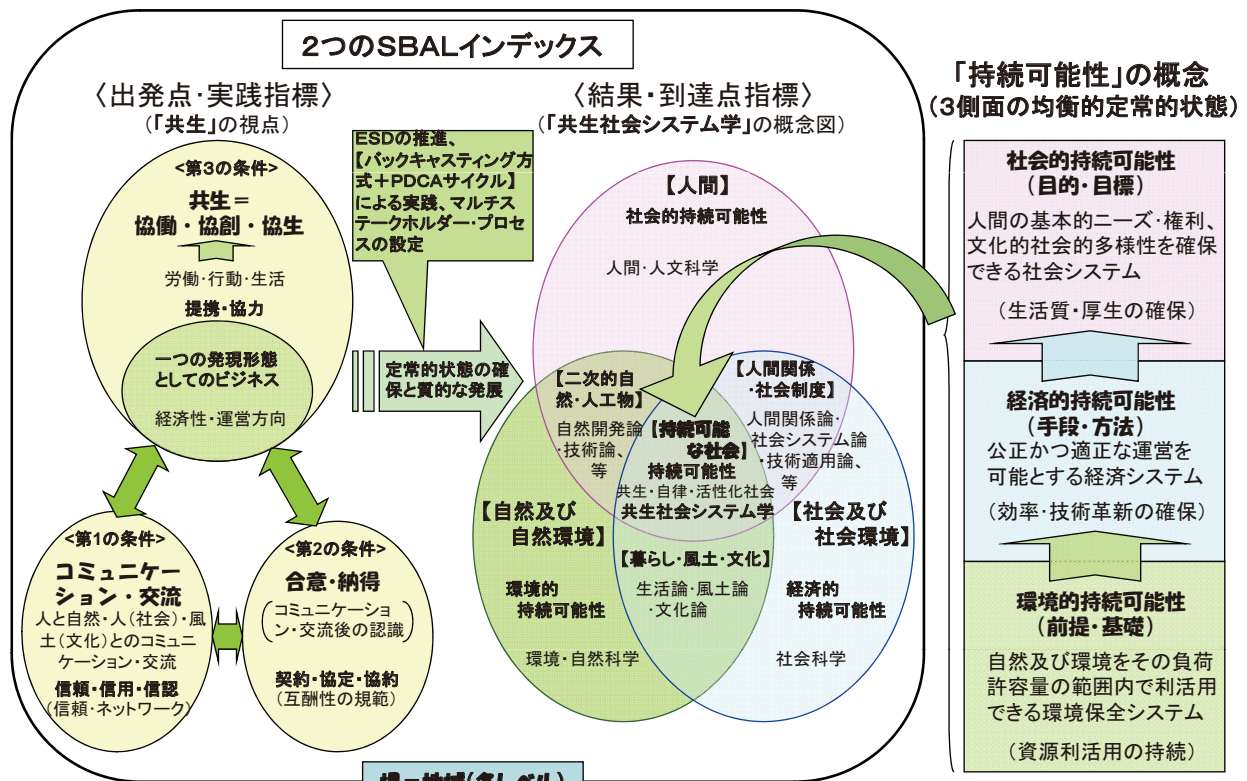 2つのSBALインデックス
〈出発点・実践指標〉
(「共生」の視点)
<第3の条件>
共生＝
協働・協創・協生
労働・行動・生活
提携・協力
一つの発現形態
としてのビジネス
経済性・運営方向
<第1の条件>
コミュニケー
ション・交流
人と自然・人(社会)・風
土(文化)とのコミュニ
ケーション・交流
信頼・信用・信認
(信頼・ネットワーク)
<第2の条件>
合意・納得
(コミュニケーショ
ン・交流後の認識)
契約・協定・協約
(互酬性の規範)
ESDの推進、
【バックキャスティング方
式＋PDCAサイクル】
による実践、マルチス
テークホルダー・プロセ
スの設定
定常的状態の確
保と質的な発展
〈結果・到達点指標〉
(「共生社会システム学」の概念図)
【人間】
社会的持続可能性
人間・人文科学
【二次的自
然・人工物】
自然開発論
・技術論、
等
【人間関係
・社会制度】
人間関係論・
社会システム論
・技術適用論、
等
【持続可能
な社会】
持続可能性
共生・自律・活性化社会
共生社会システム学
【自然及び
自然環境】
環境的
持続可能性
環境・自然科学
【暮らし・風土・文化】
生活論・風土論
・文化論
【社会及び
社会環境】
経済的
持続可能性
社会科学
「持続可能性」の概念
(3側面の均衡的定常的状態)
社会的持続可能性
(目的・目標)
人間の基本的ニーズ・権利、
文化的社会的多様性を確保
できる社会システム
(生活質・厚生の確保)
経済的持続可能性
(手段・方法)
公正かつ適正な運営を
可能とする経済システム
(効率・技術革新の確保)
環境的持続可能性
(前提・基礎)
自然及び環境をその負荷
許容量の範囲内で利活用
できる環境保全システム
(資源利活用の持続)
場＝地域(各レベル)